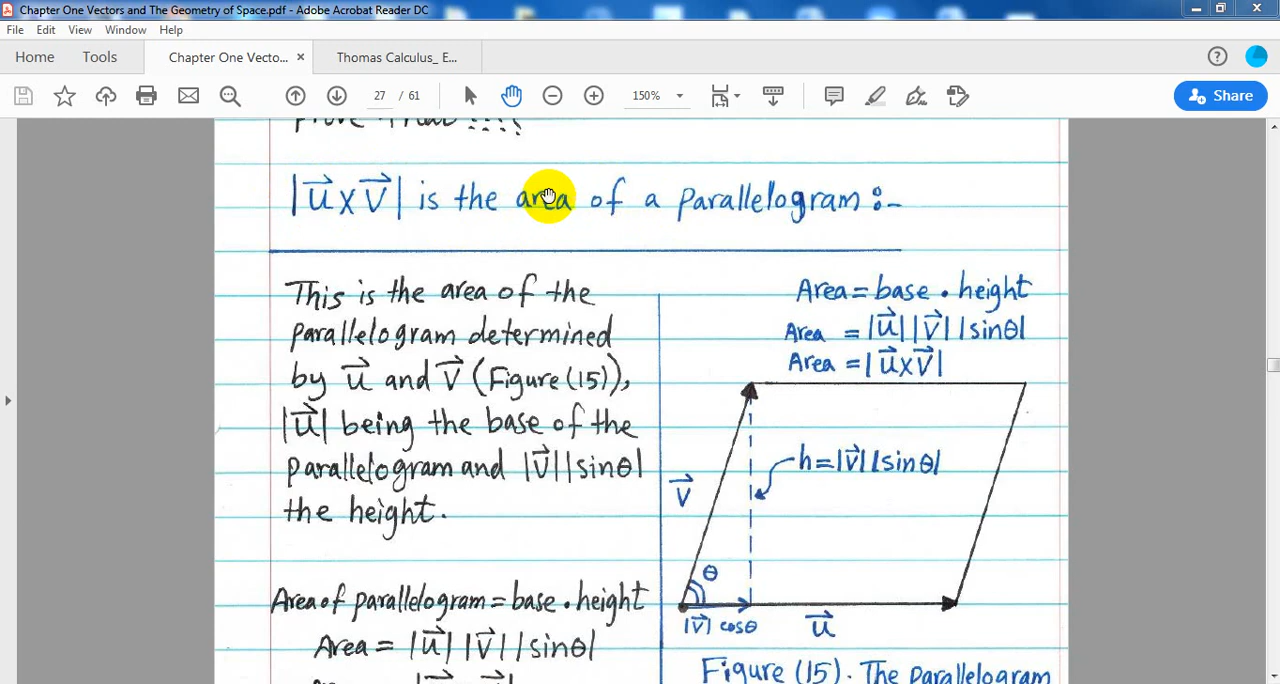 Chapter One Vectors and The Geometry of Space.pdf - Adobe Acrobat Reader DC
File Edit View Window Help
Home Tools Chapter One Vecto... × Thomas Calculus_ E...
27 / 61 150% Share
Prove That ::::
|u⃗ x v⃗| is the area of a parallelogram :-
This is the area of the
parallelogram determined
by u⃗ and v⃗ (Figure (15)),
|u⃗| being the base of the
parallelogram and |v⃗| |sinθ|
the height.
Area of parallelogram = base . height
Area = |u⃗| |v⃗| |sinθ|
Area = base . height
Area = |u⃗| |v⃗| |sinθ|
Area = |u⃗ x v⃗|
h = |v⃗| |sinθ|
v⃗
θ
|v⃗| cosθ u⃗
Figure (15). The parallelogram